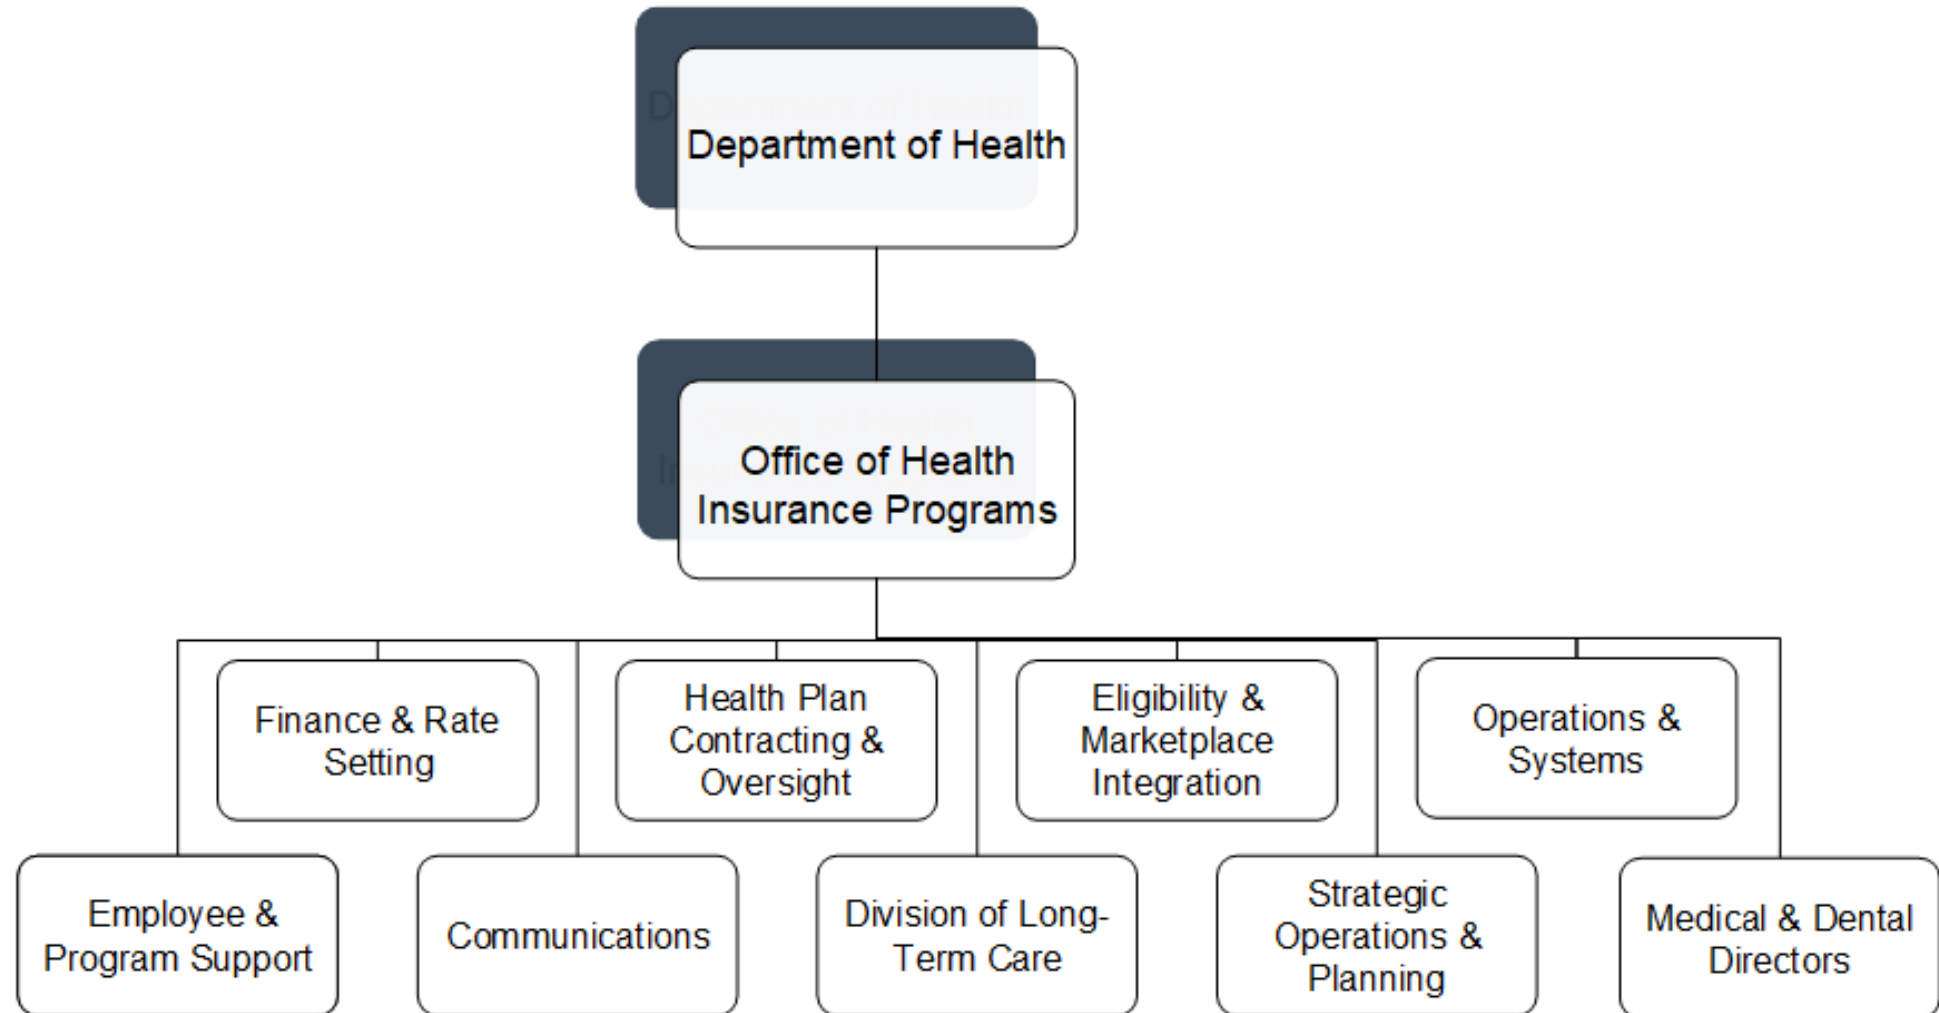 Department of Health
Office of Health
Insurance Programs
Finance & Rate
Setting
Health Plan
Contracting &
Oversight
Eligibility &
Marketplace
Integration
Operations &
Systems
Employee &
Program Support
Communications
Division of Long-
Term Care
Strategic
Operations &
Planning
Medical & Dental
Directors